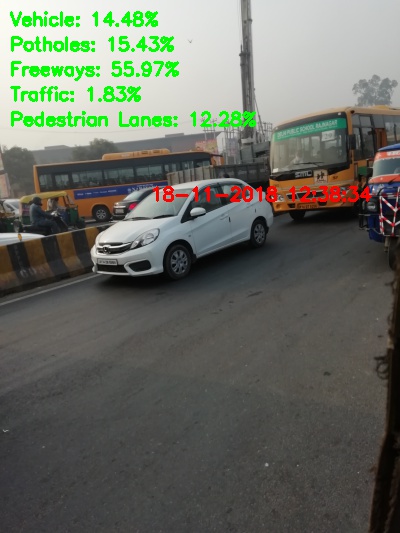 Vehicle: 14.48%
Potholes: 15.43%
Freeways: 55.97%
Traffic: 1.83%
Pedestrian Lanes: 12.28%
18-11-2018 12:38:34
SML